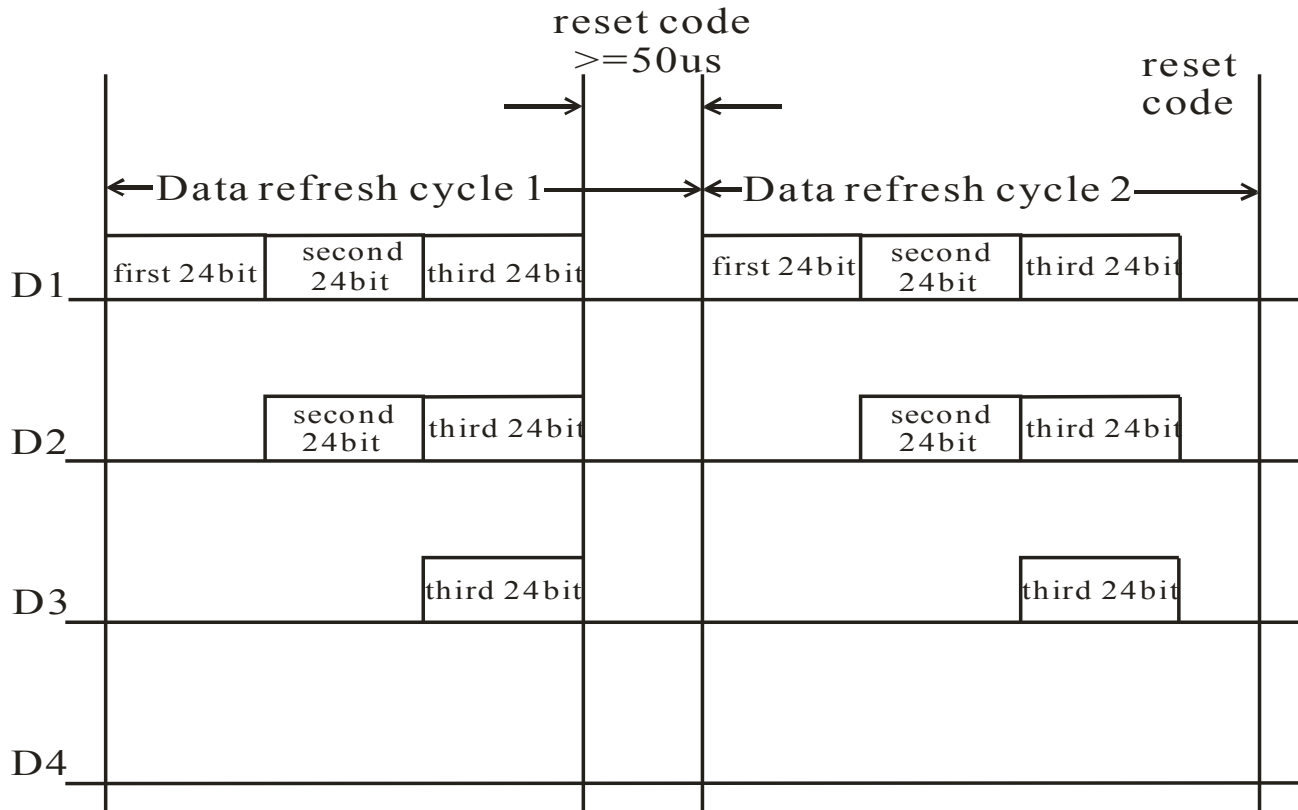 reset code
>=50us
reset
code
Data refresh cycle 1
Data refresh cycle 2
D1
first 24bit
second
24bit
third 24bit
first 24bit
second
24bit
third 24bit
D2
second
24bit
third 24bit
second
24bit
third 24bit
D3
third 24bit
third 24bit
D4